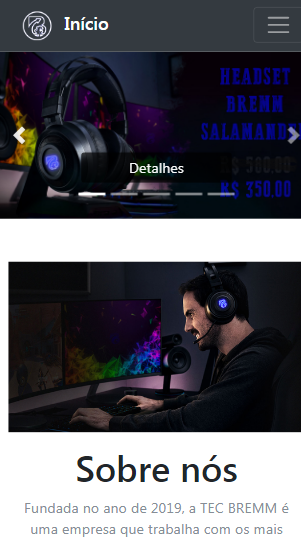 Início
HEADSET
BREMM
R$ 500.00
R$ 350.00
Detalhes
Sobre nós
Fundada no ano de 2019, a TEC BREMM é
uma empresa que trabalha com os mais